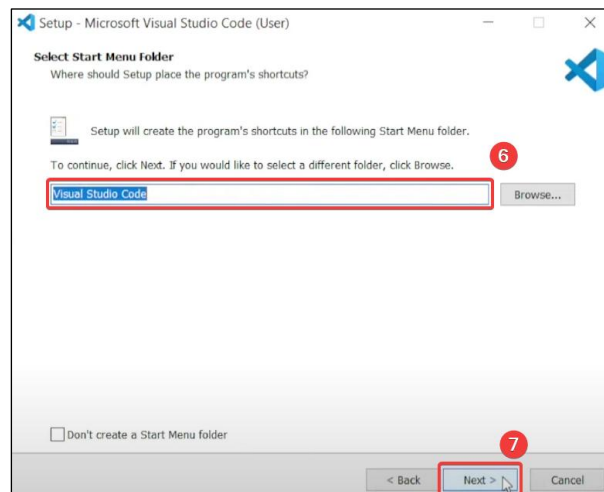 Setup - Microsoft Visual Studio Code (User)
Select Start Menu Folder
Where should Setup place the program's shortcuts?
Setup will create the program's shortcuts in the following Start Menu folder.
To continue, click Next. If you would like to select a different folder, click Browse.
6
Visual Studio Code
Browse...
Don't create a Start Menu folder
7
< Back
Next >
Cancel